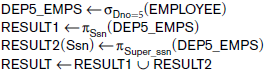 DEP5_EMPS ← σDno=5(EMPLOYEE)
RESULT1 ← πSsn(DEP5_EMPS)
RESULT2(Ssn) ← πSuper_ssn(DEP5_EMPS)
RESULT ← RESULT1 ∪ RESULT2